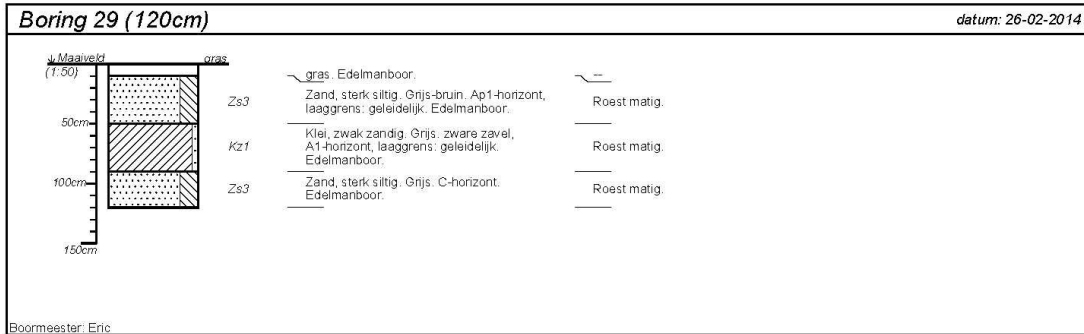 Boring 29 (120cm)
datum: 26-02-2014
↓ Maaiveld
gras
(1:50)
gras. Edelmanboor.
--
Zs3
Zand, sterk siltig. Grijs-bruin. Ap1-horizont,
laaggrens: geleidelijk. Edelmanboor.
Roest matig.
50cm
Kz1
Klei, zwak zandig. Grijs. zware zavel,
A1-horizont, laaggrens: geleidelijk.
Edelmanboor.
Roest matig.
100cm
Zs3
Zand, sterk siltig. Grijs. C-horizont.
Edelmanboor.
Roest matig.
150cm
Boormeester: Eric